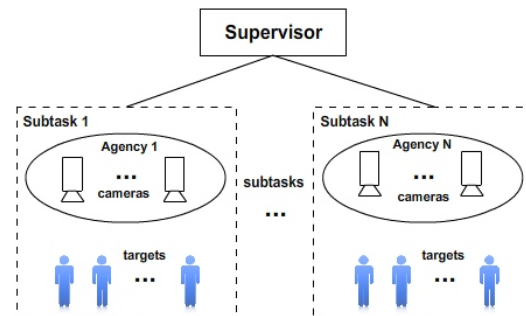 Supervisor
Subtask 1
Agency 1
...
cameras
targets
...
subtasks
...
Subtask N
Agency N
...
cameras
targets
...